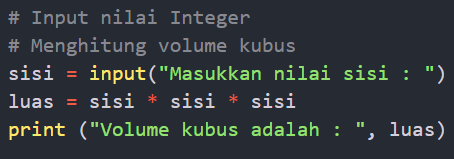 # Input nilai Integer
# Menghitung volume kubus
sisi = input("Masukkan nilai sisi : ")
luas = sisi * sisi * sisi
print ("Volume kubus adalah : ", luas)